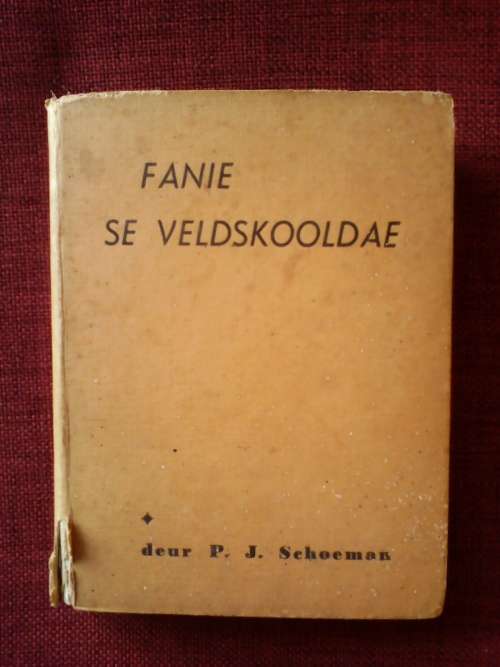 FANIE
SE VELDSKOOLDAE
deur P. J. Schoeman